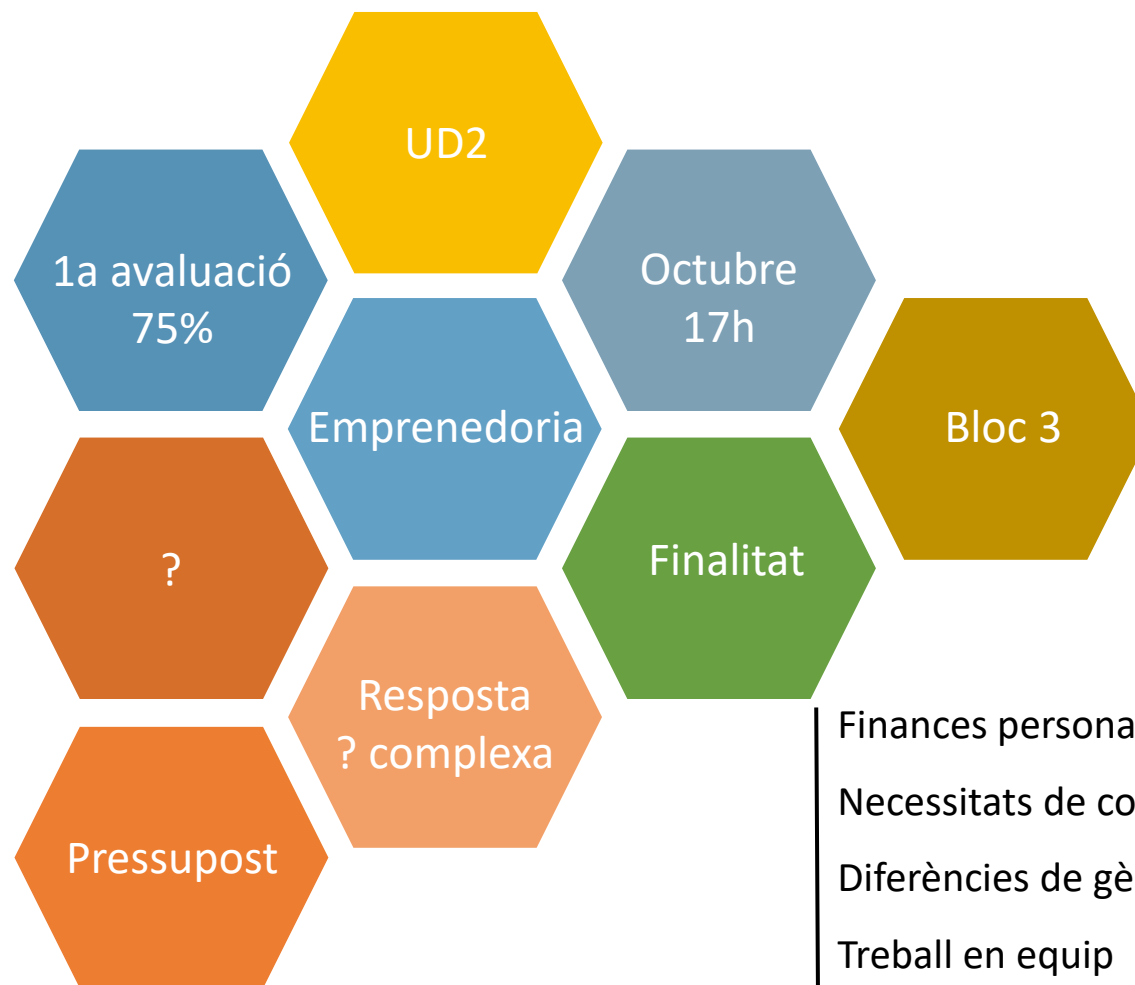 UD2
1a avaluació
75%
Octubre
17h
Emprenedoria
Bloc 3
?
Finalitat
Resposta
? complexa
Pressupost
Finances persona
Necessitats de co
Diferències de gè
Treball en equip